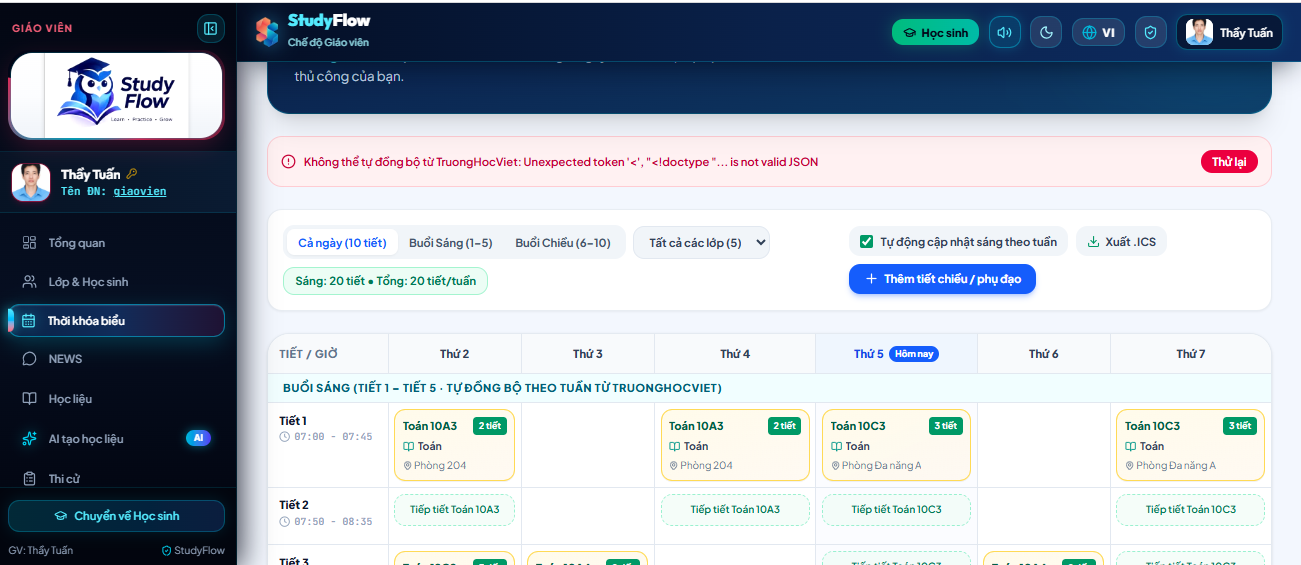 GIÁO VIÊN
Study
Flow
Learn • Practice • Grow
Thầy Tuấn
Tên ĐN: giaovien
Tổng quan
Lớp & Học sinh
Thời khóa biểu
NEWS
Học liệu
AI tạo học liệu AI
Thi cử
Chuyển về Học sinh
GV: Thầy Tuấn StudyFlow
StudyFlow
Chế độ Giáo viên
Học sinh VI Thầy Tuấn
thủ công của bạn.
Không thể tự đồng bộ từ TruongHocViet: Unexpected token '<', "<!doctype "... is not valid JSON Thử lại
Cả ngày (10 tiết) Buổi Sáng (1–5) Buổi Chiều (6–10) Tất cả các lớp (5) Tự động cập nhật sáng theo tuần Xuất .ICS
Sáng: 20 tiết • Tổng: 20 tiết/tuần Thêm tiết chiều / phụ đạo
TIẾT / GIỜ Thứ 2 Thứ 3 Thứ 4 Thứ 5 Hôm nay Thứ 6 Thứ 7
BUỔI SÁNG (TIẾT 1 – TIẾT 5 · TỰ ĐỒNG BỘ THEO TUẦN TỪ TRUONGHOCVIET)
Tiết 1 Toán 10A3 2 tiết Toán 10A3 2 tiết Toán 10C3 3 tiết Toán 10C3 3 tiết
07:00 - 07:45 Toán Toán Toán Toán
Phòng 204 Phòng 204 Phòng Đa năng A Phòng Đa năng A
Tiết 2 Tiếp tiết Toán 10A3 Tiếp tiết Toán 10A3 Tiếp tiết Toán 10C3 Tiếp tiết Toán 10C3
07:50 - 08:35
Tiết 3 Tiếp tiết Toán 10C3 Tiếp tiết Toán 10C3